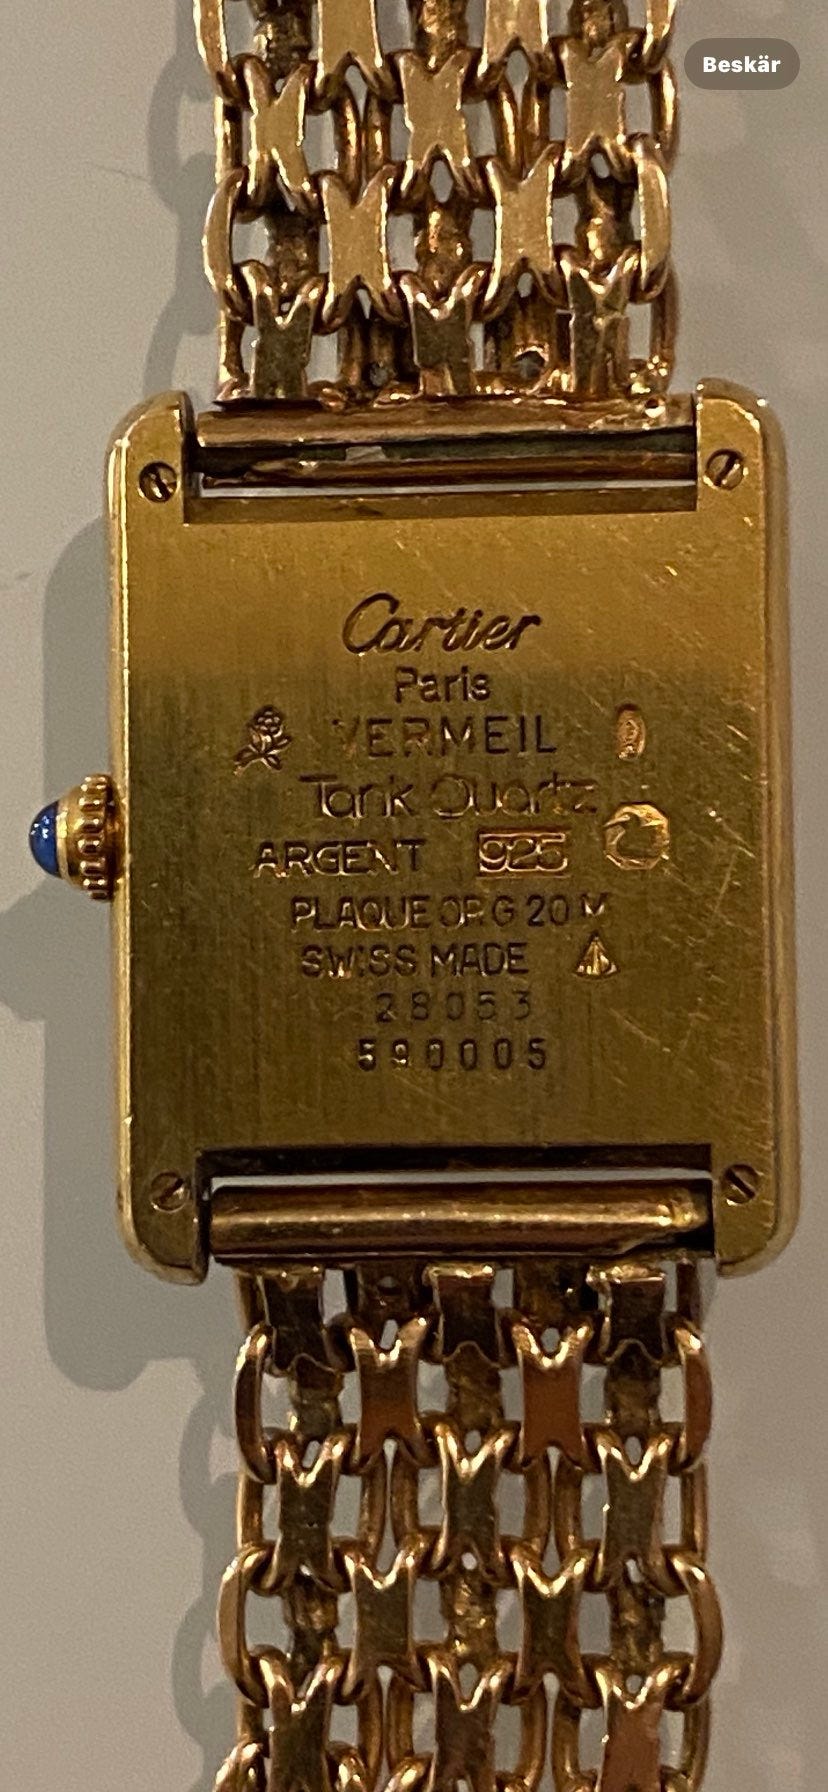 Beskär
Cartier
Paris
VERMEIL
Tank Quartz
ARGENT 925
PLAQUE OR G 20 M
SWISS MADE
28053
590005